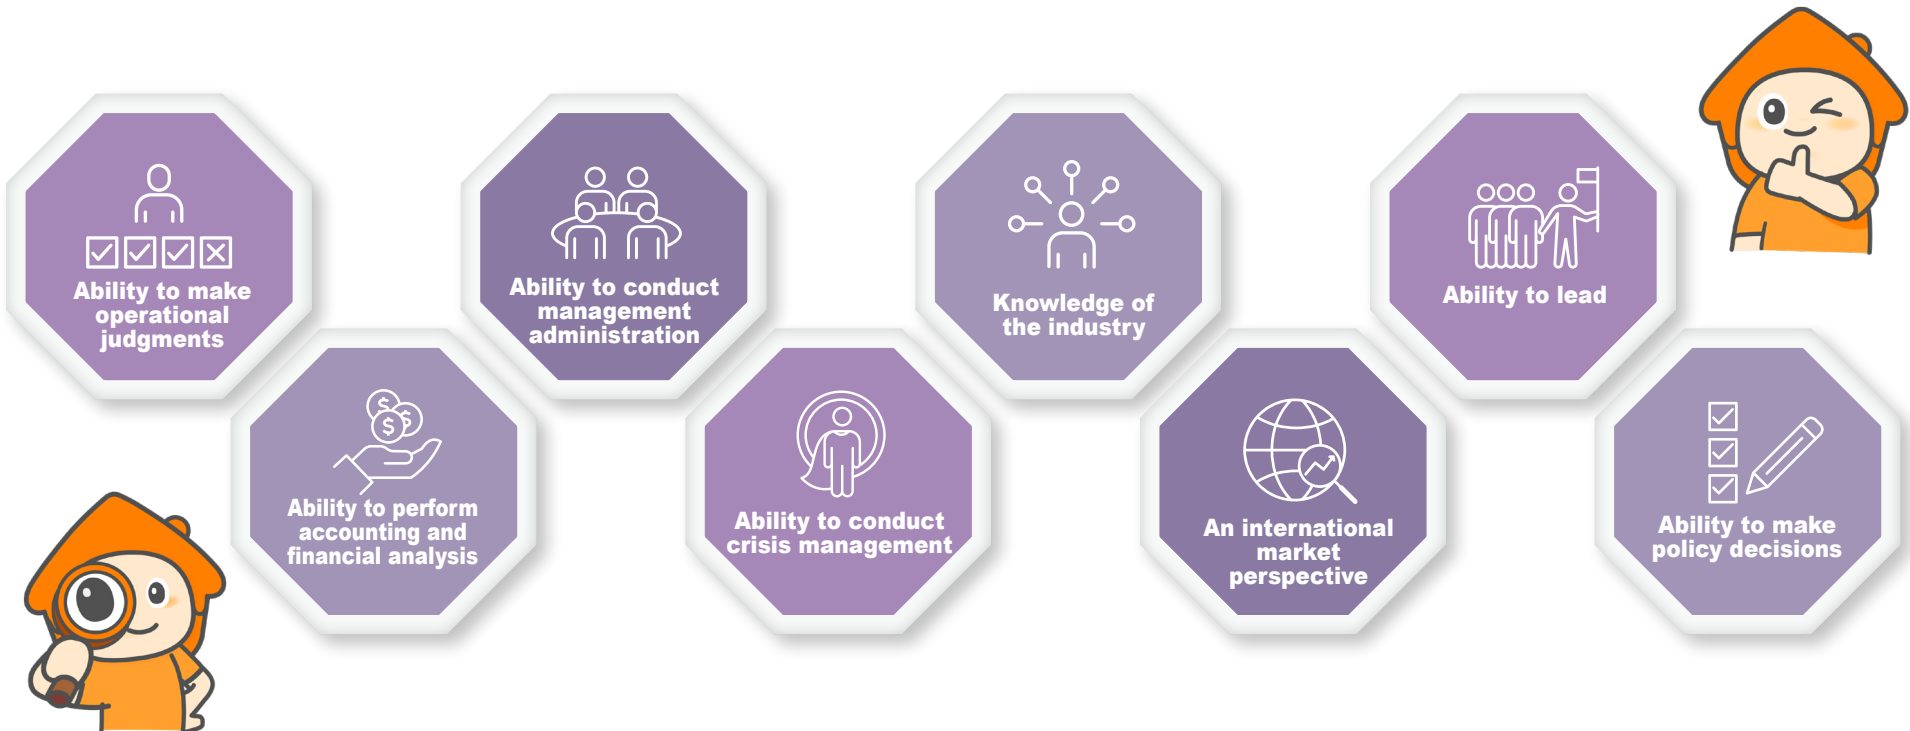 Ability to make
operational
judgments
Ability to perform
accounting and
financial analysis
Ability to conduct
management
administration
Ability to conduct
crisis management
Knowledge of
the industry
An international
market
perspective
Ability to lead
Ability to make
policy decisions